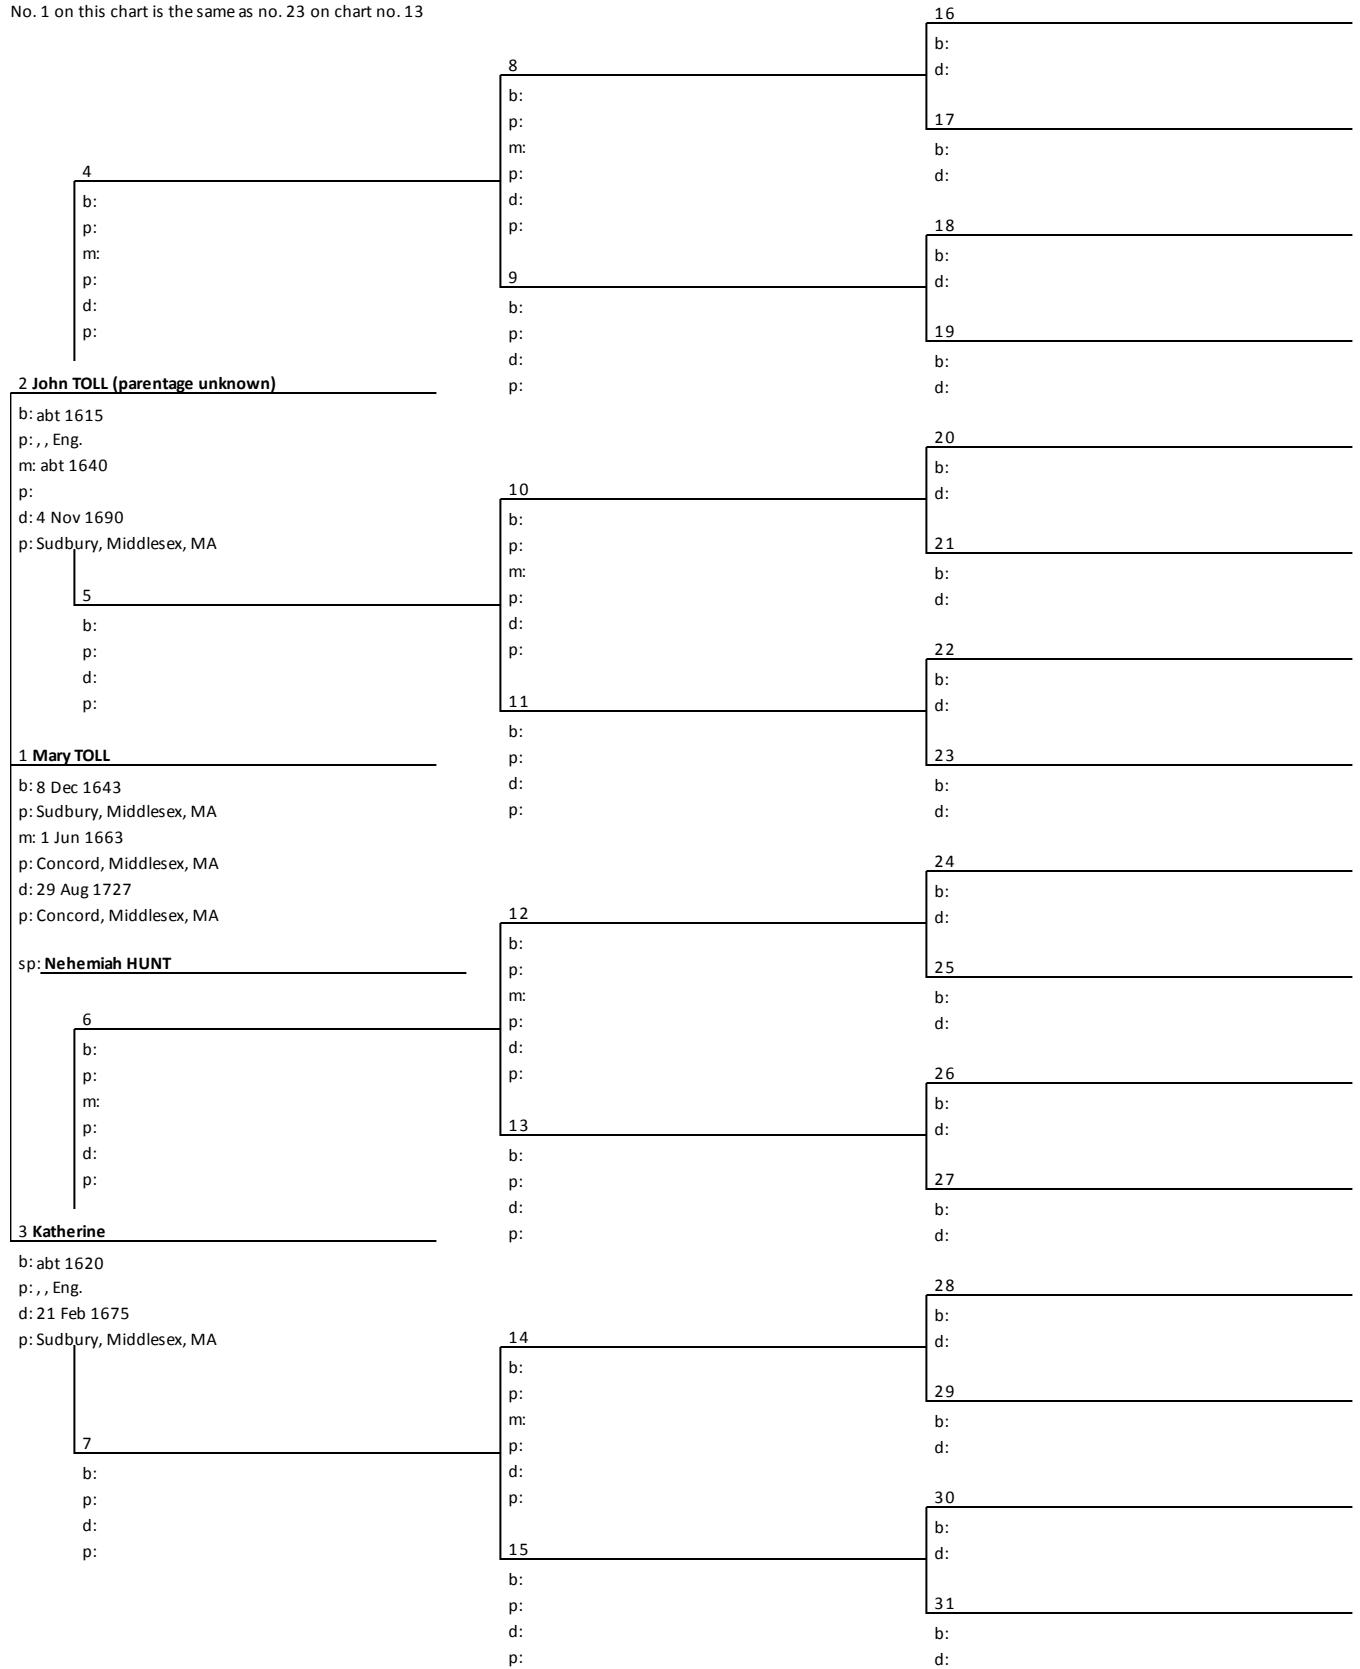 No. 1 on this chart is the same as no. 23 on chart no. 13
4
b:
p:
m:
p:
d:
p:
2 John TOLL (parentage unknown)
b: abt 1615
p: , , Eng.
m: abt 1640
p:
d: 4 Nov 1690
p: Sudbury, Middlesex, MA
5
b:
p:
d:
p:
1 Mary TOLL
b: 8 Dec 1643
p: Sudbury, Middlesex, MA
m: 1 Jun 1663
p: Concord, Middlesex, MA
d: 29 Aug 1727
p: Concord, Middlesex, MA
sp: Nehemiah HUNT
6
b:
p:
m:
p:
d:
p:
3 Katherine
b: abt 1620
p: , , Eng.
d: 21 Feb 1675
p: Sudbury, Middlesex, MA
7
b:
p:
d:
p:
8
b:
p:
m:
p:
d:
p:
9
b:
p:
d:
p:
10
b:
p:
m:
p:
d:
p:
11
b:
p:
d:
p:
12
b:
p:
m:
p:
d:
p:
13
b:
p:
d:
p:
14
b:
p:
m:
p:
d:
p:
15
b:
p:
d:
p:
16
b:
d:
17
b:
d:
18
b:
d:
19
b:
d:
20
b:
d:
21
b:
d:
22
b:
d:
23
b:
d:
24
b:
d:
25
b:
d:
26
b:
d:
27
b:
d:
28
b:
d:
29
b:
d:
30
b:
d:
31
b:
d: